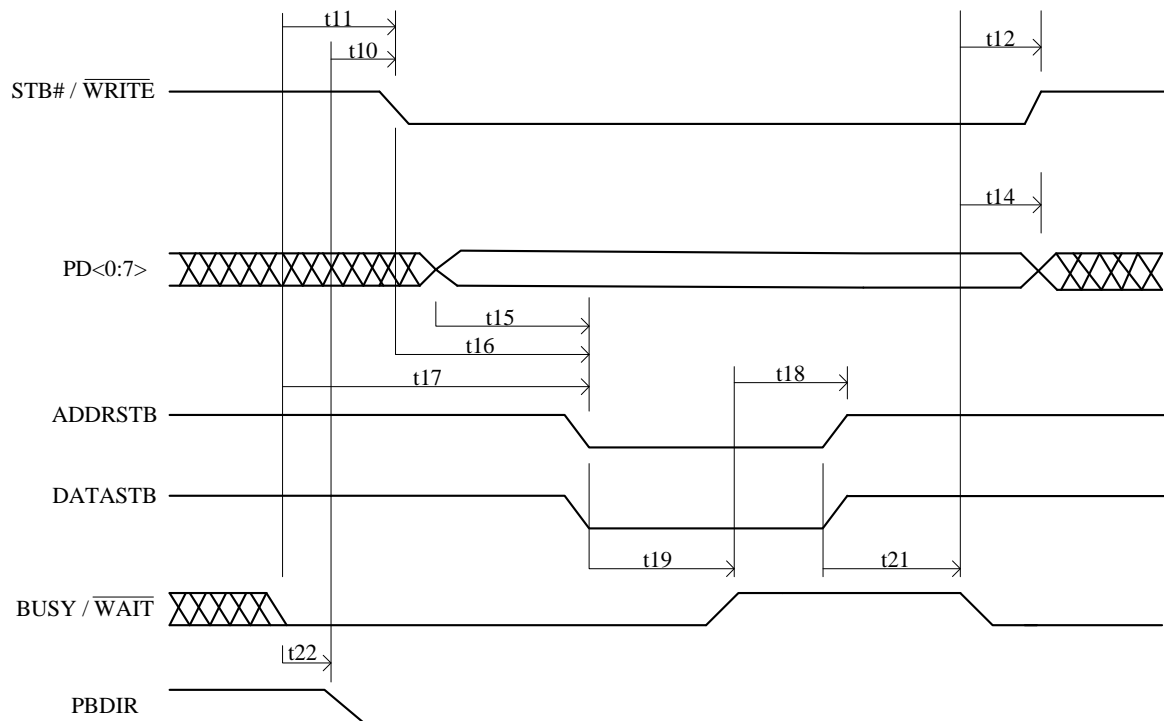 t11
t10
t12
STB# / WRITE
t14
PD<0:7>
t15
t16
t17
t18
ADDRSTB
DATASTB
t19
t21
BUSY / WAIT
t22
PBDIR